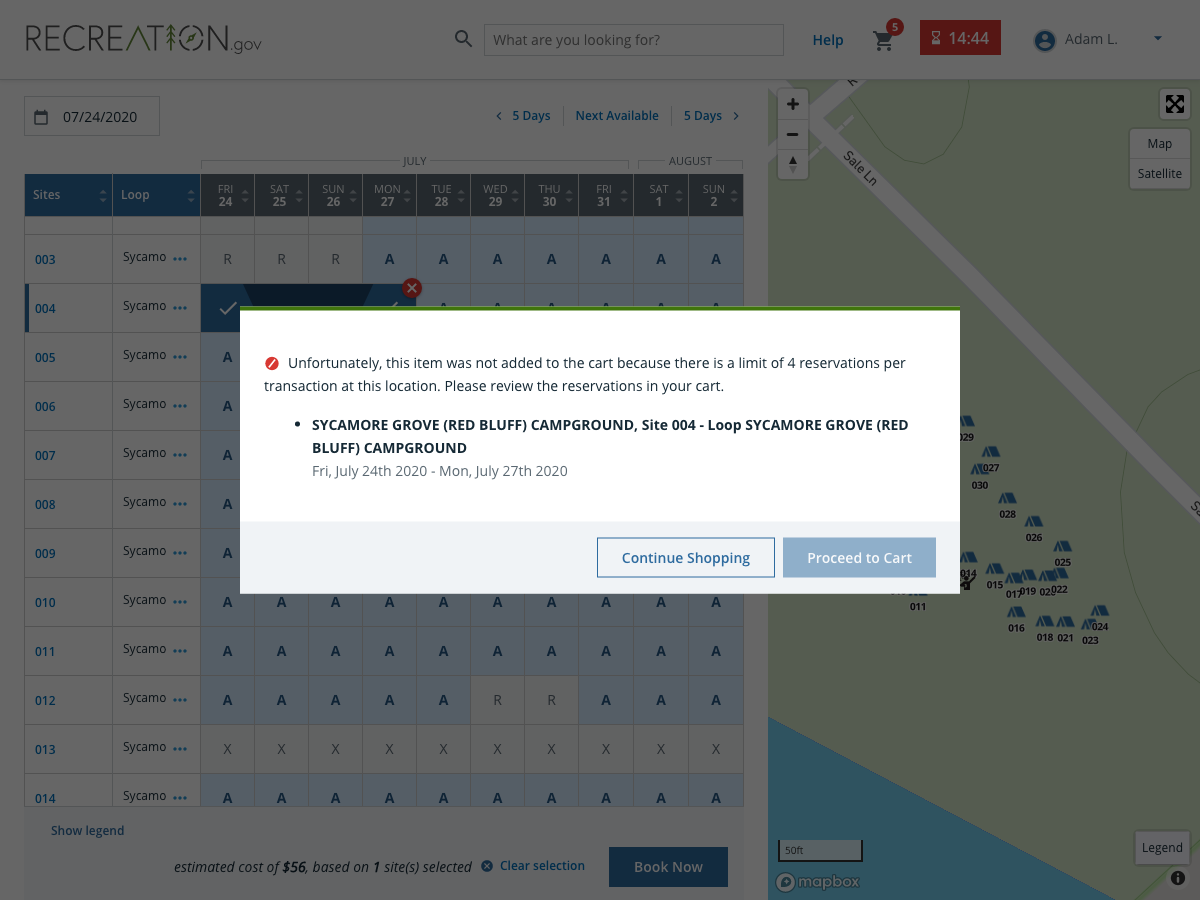 RECREATION.gov
What are you looking for?
Help
5
14:44
Adam L.
07/24/2020
5 Days
Next Available
5 Days
JULY
AUGUST
Sites
Loop
FRI 24
SAT 25
SUN 26
MON 27
TUE 28
WED 29
THU 30
FRI 31
SAT 1
SUN 2
003 Sycamo ••• R R R A A A A A A A
004 Sycamo •••
005 Sycamo ••• A
006 Sycamo ••• A
007 Sycamo ••• A
008 Sycamo ••• A
009 Sycamo ••• A
010 Sycamo ••• A A A A A A A A A A
011 Sycamo ••• A A A A A A A A A A
012 Sycamo ••• A A A A A R R A A A
013 Sycamo ••• X X X X X X X X X X
014 Sycamo ••• A A A A A A A A A A
Unfortunately, this item was not added to the cart because there is a limit of 4 reservations per
transaction at this location. Please review the reservations in your cart.
• SYCAMORE GROVE (RED BLUFF) CAMPGROUND, Site 004 - Loop SYCAMORE GROVE (RED
BLUFF) CAMPGROUND
Fri, July 24th 2020 - Mon, July 27th 2020
Continue Shopping
Proceed to Cart
Show legend
estimated cost of $56, based on 1 site(s) selected
Clear selection
Book Now
Map
Satellite
Sale Ln
029
027
030
028
026
025
014
015
017
019
022
011
016
018
021
023
024
50ft
mapbox
Legend